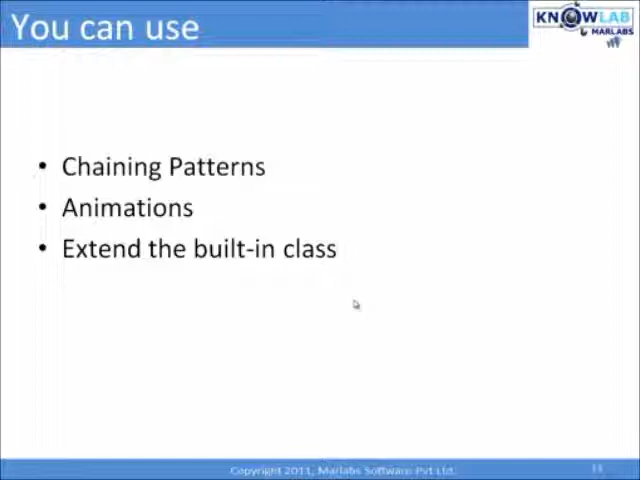 You can use
KNOWLAB
MARLABS
• Chaining Patterns
• Animations
• Extend the built-in class
Copyright 2011, Marlabs Software Pvt Ltd.